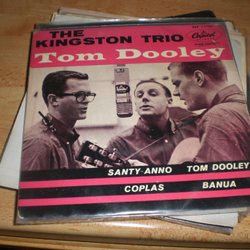 THE
KINGSTON TRIO
Capitol
Tom Dooley
SANTY-ANNO TOM DOOLEY
COPLAS BANUA